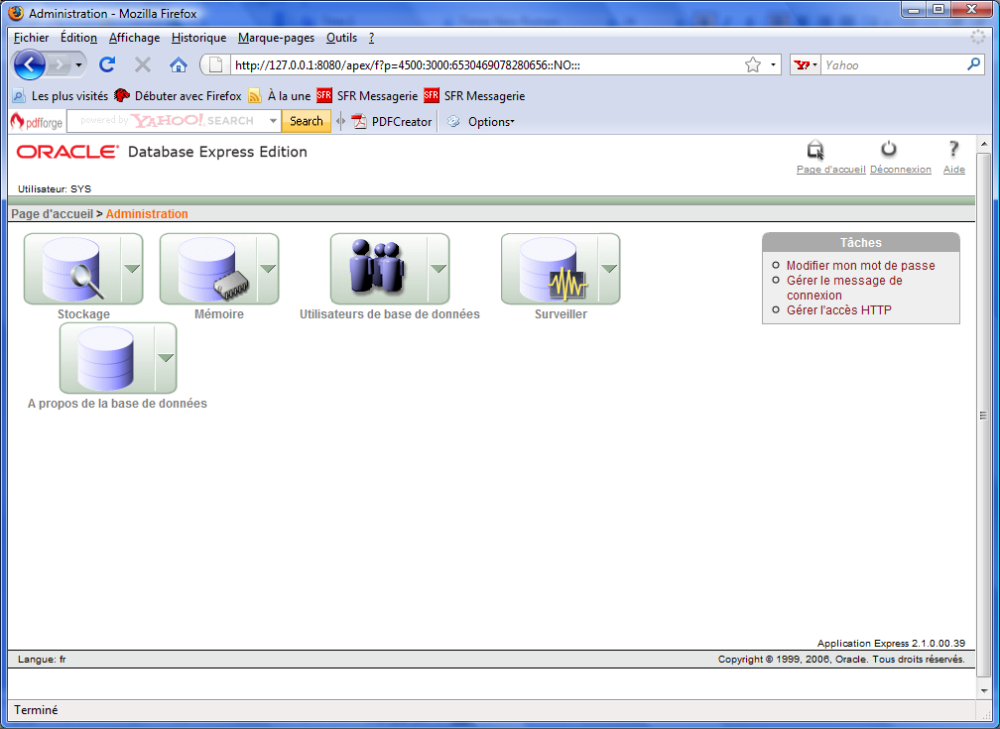 Administration - Mozilla Firefox
Fichier Édition Affichage Historique Marque-pages Outils ?
http://127.0.0.1:8080/apex/f?p=4500:3000:6530469078280656::NO::: Y! Yahoo
Les plus visités Débuter avec Firefox À la une SFR SFR Messagerie SFR SFR Messagerie
pdfforge powered by YAHOO! SEARCH Search PDFCreator Options
ORACLE® Database Express Edition
Page d'accueil Déconnexion ? Aide
Utilisateur: SYS
Page d'accueil > Administration
Stockage Mémoire Utilisateurs de base de données Surveiller
A propos de la base de données
Tâches
Modifier mon mot de passe
Gérer le message de
connexion
Gérer l'accès HTTP
Application Express 2.1.0.00.39
Langue: fr Copyright © 1999, 2006, Oracle. Tous droits réservés.
Terminé